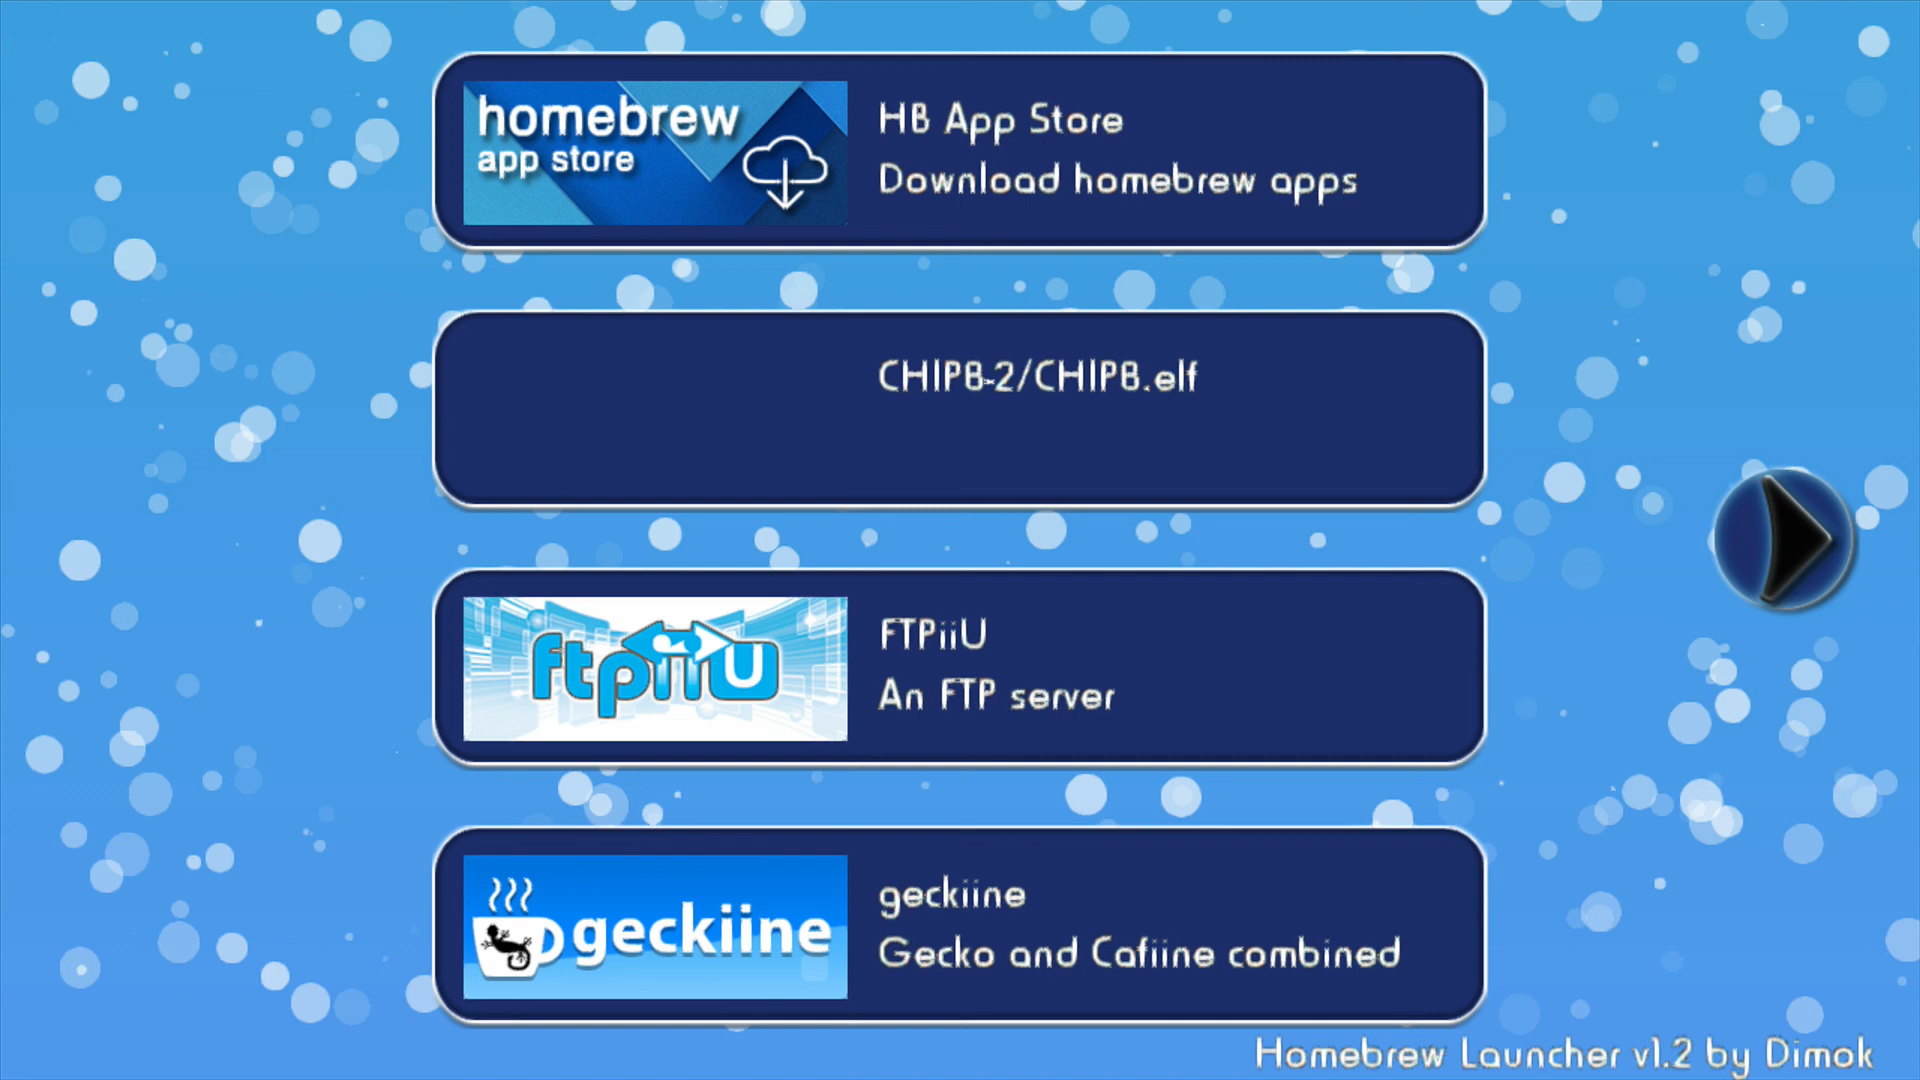 homebrew
app store
HB App Store
Download homebrew apps
CHIP8-2/CHIP8.elf
ftpiiU
FTPiiU
An FTP server
geckiine
geckiine
Gecko and Cafiine combined
Homebrew Launcher v1.2 by Dimok